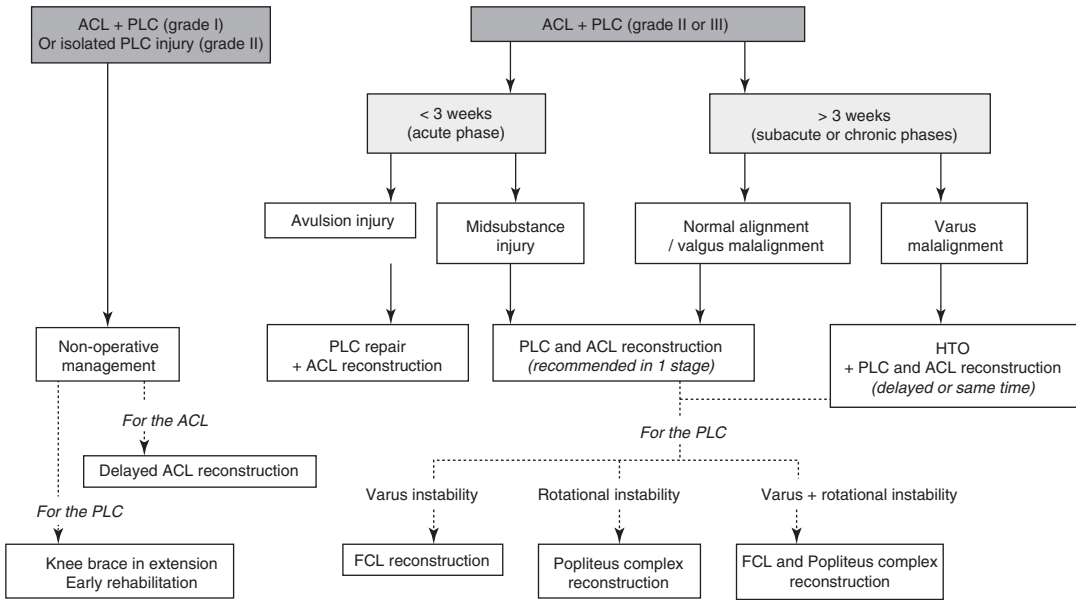 ACL + PLC (grade I)
Or isolated PLC injury (grade II)
ACL + PLC (grade II or III)
< 3 weeks
(acute phase)
> 3 weeks
(subacute or chronic phases)
Avulsion injury
Midsubstance
injury
Normal alignment
/ valgus malalignment
Varus
malalignment
Non-operative
management
PLC repair
+ ACL reconstruction
PLC and ACL reconstruction
(recommended in 1 stage)
HTO
+ PLC and ACL reconstruction
(delayed or same time)
For the ACL
Delayed ACL reconstruction
For the PLC
Knee brace in extension
Early rehabilitation
For the PLC
Varus instability
Rotational instability
Varus + rotational instability
FCL reconstruction
Popliteus complex
reconstruction
FCL and Popliteus complex
reconstruction